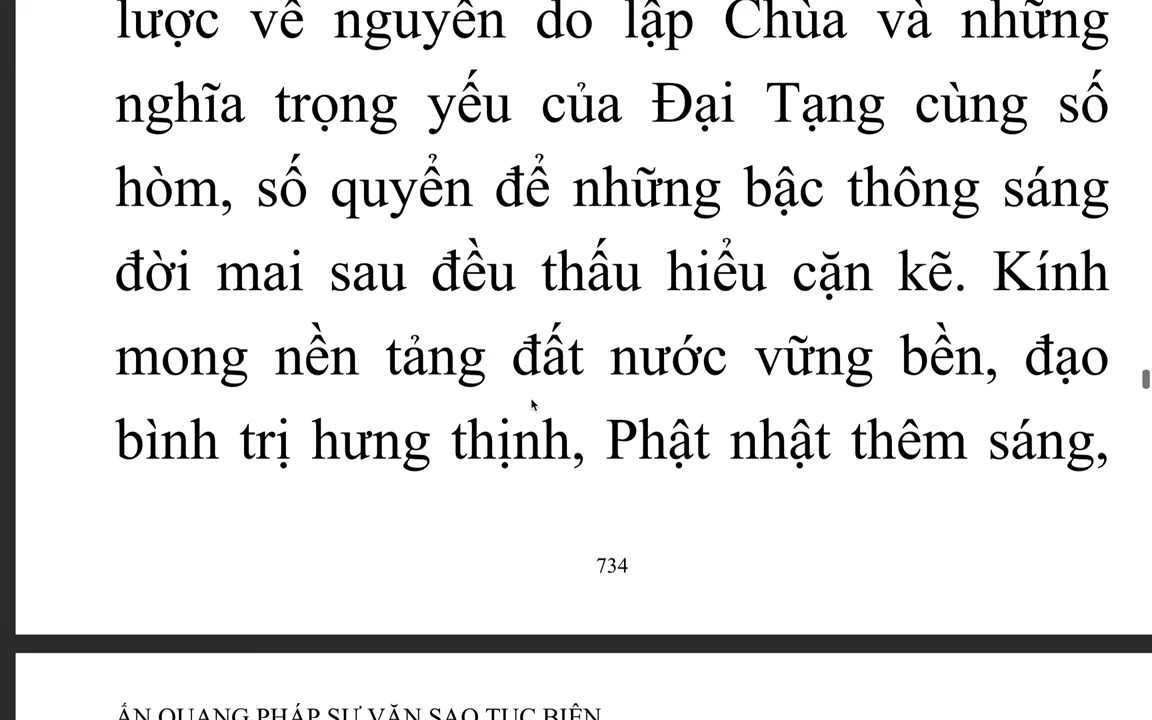 lược về nguyên do lập Chùa và những
nghĩa trọng yếu của Đại Tạng cùng số
hòm, số quyển để những bậc thông sáng
đời mai sau đều thấu hiểu cặn kẽ. Kính
mong nền tảng đất nước vững bền, đạo
bình trị hưng thịnh, Phật nhật thêm sáng,
734
ẤN QUANG PHÁP SƯ VĂN SAO TỤC BIÊN